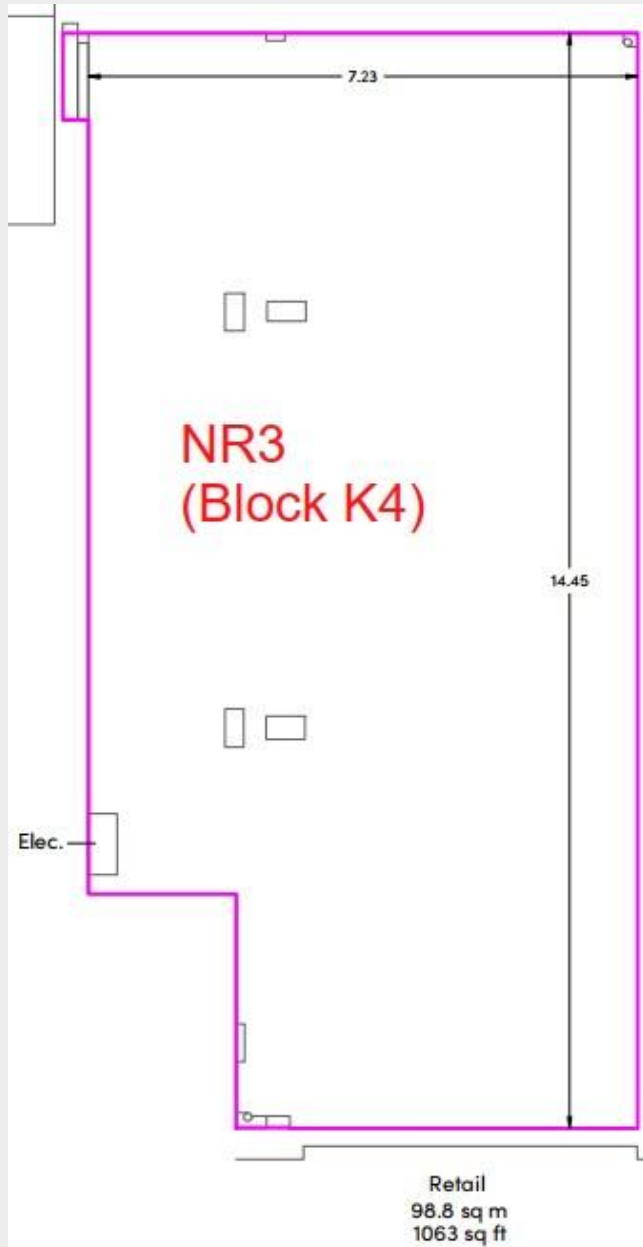 7.23
NR3
(Block K4)
14.45
Elec.
Retail
98.8 sq m
1063 sq ft